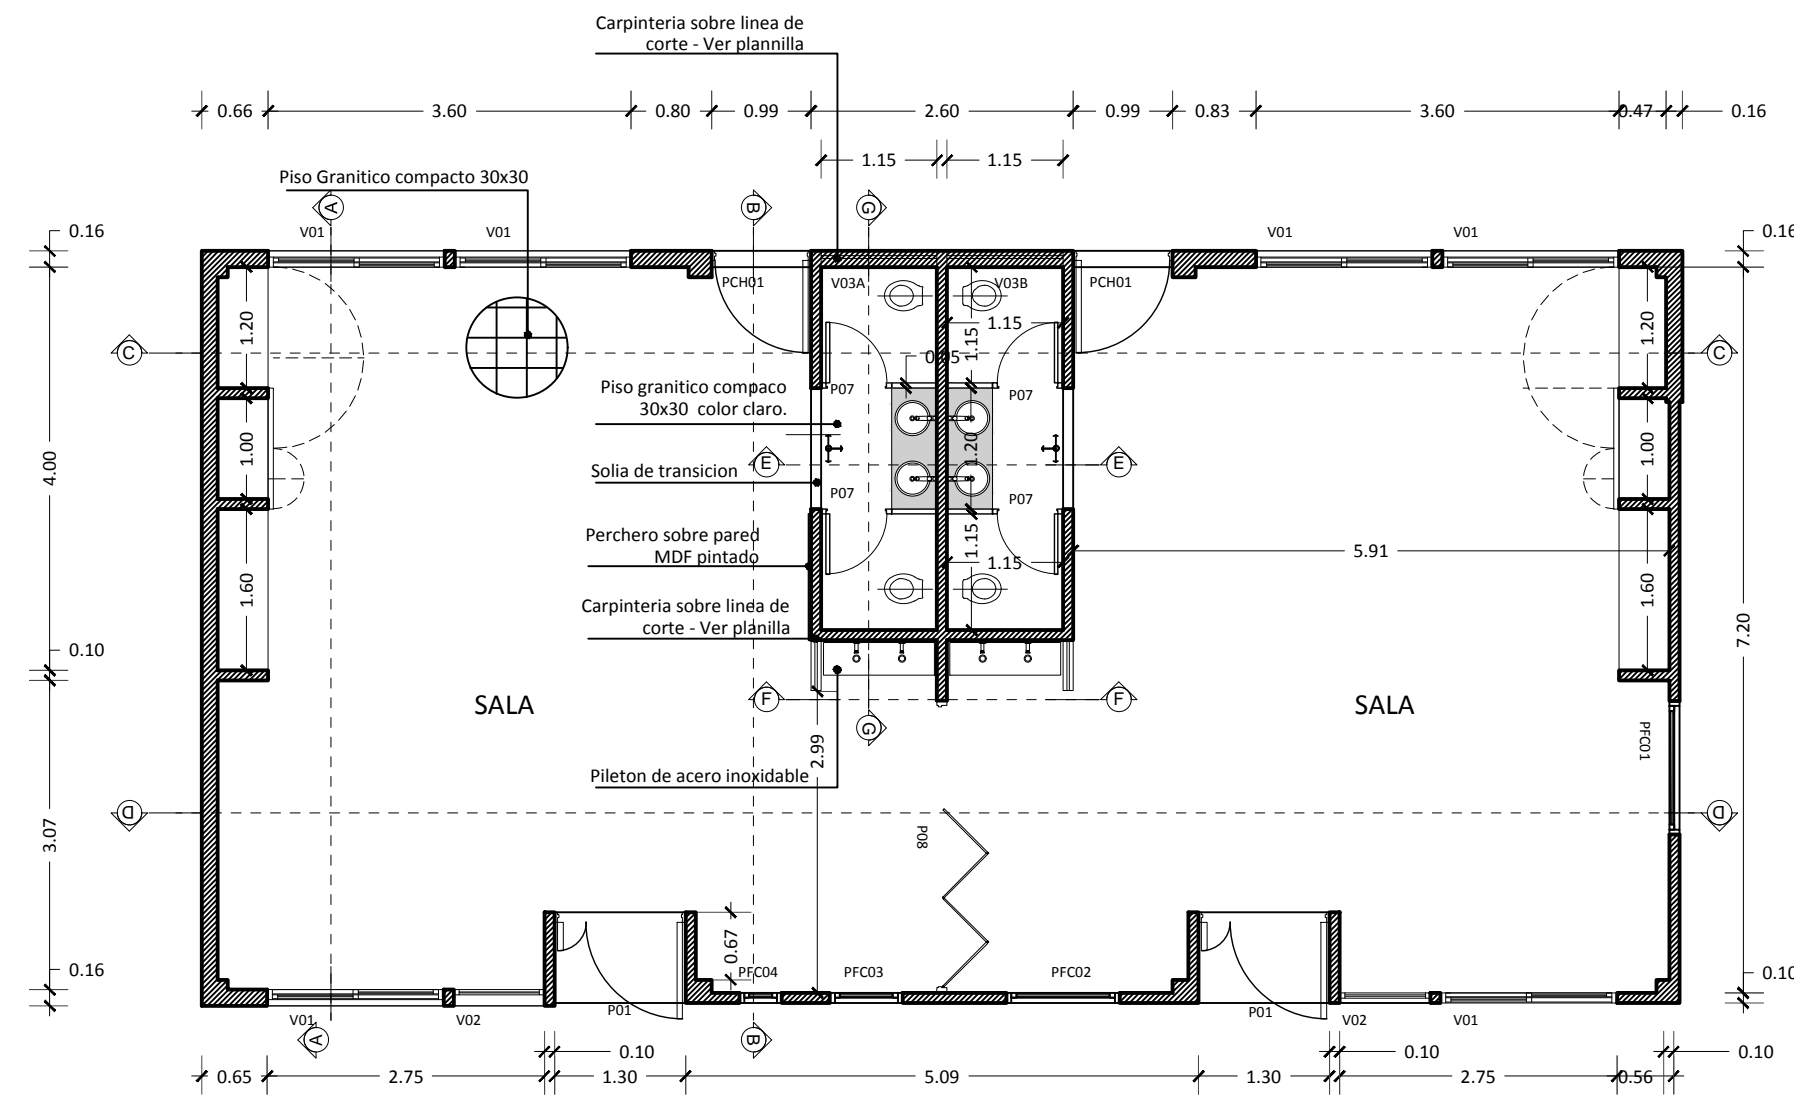 Carpinteria sobre linea de
corte - Ver plannilla
0.66
3.60
0.80
0.99
2.60
0.99
0.83
3.60
0.47
0.16
1.15
1.15
Piso Granitico compacto 30x30
A
B
G
0.16
V01
V01
V01
V01
0.16
PCH01
V03A
V03B
PCH01
1.20
1.15
1.15
1.20
C
C
0.05
Piso granitico compaco
30x30 color claro.
P07
P07
4.00
1.00
1.20
1.00
E
E
Solia de transicion
P07
P07
Perchero sobre pared
MDF pintado
1.15
1.15
5.91
1.60
1.60
Carpinteria sobre linea de
corte - Ver planilla
7.20
0.10
SALA
SALA
F
F
G
PFC01
2.99
Pileton de acero inoxidable
D
D
3.07
P08
0.67
0.16
PFC04
PFC03
PFC02
0.10
V01
V02
P01
P01
V02
V01
A
B
0.10
0.10
0.10
0.65
2.75
1.30
5.09
1.30
2.75
0.56